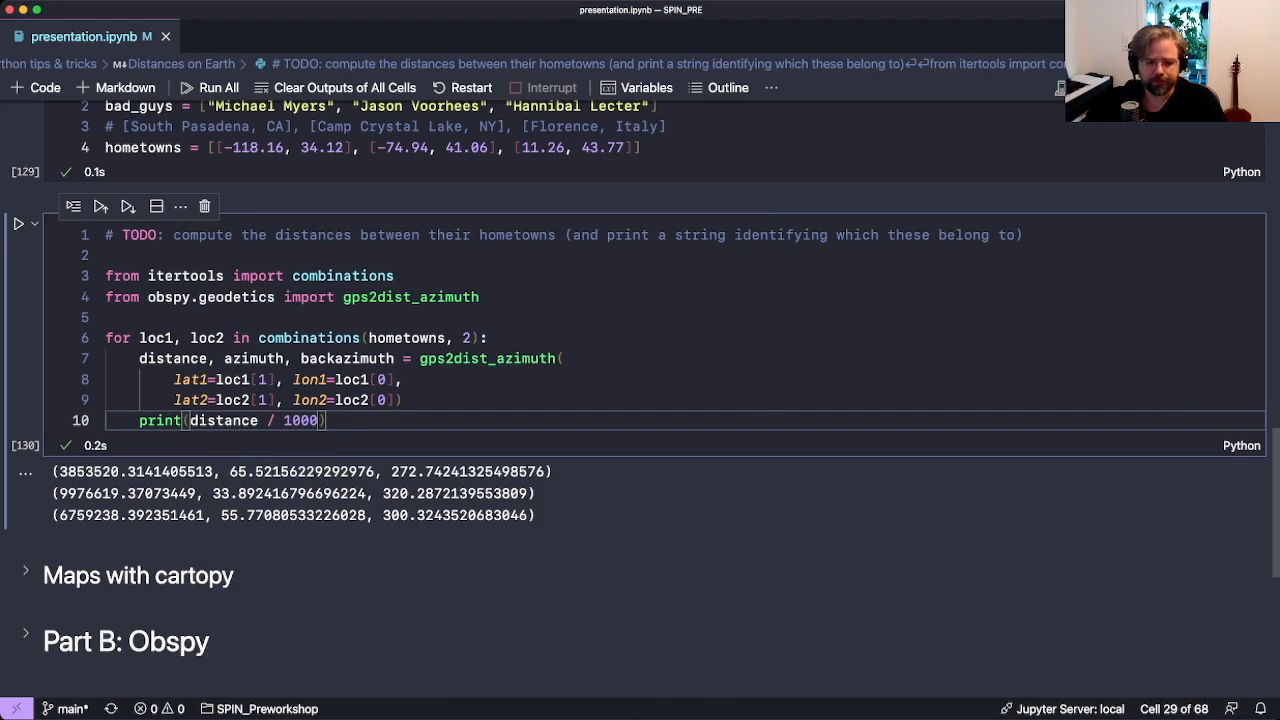 presentation.ipynb — SPIN_PRE
presentation.ipynb M
thon tips & tricks > M↓Distances on Earth > # TODO: compute the distances between their hometowns (and print a string identifying which these belong to)↵↵from itertools import com
+ Code + Markdown Run All Clear Outputs of All Cells Restart Interrupt Variables Outline ...
2 bad_guys = ["Michael Myers", "Jason Voorhees", "Hannibal Lecter"]
3 # [South Pasadena, CA], [Camp Crystal Lake, NY], [Florence, Italy]
4 hometowns = [[-118.16, 34.12], [-74.94, 41.06], [11.26, 43.77]]
[129] 0.1s Python
1 # TODO: compute the distances between their hometowns (and print a string identifying which these belong to)
2
3 from itertools import combinations
4 from obspy.geodetics import gps2dist_azimuth
5
6 for loc1, loc2 in combinations(hometowns, 2):
7 distance, azimuth, backazimuth = gps2dist_azimuth(
8 lat1=loc1[1], lon1=loc1[0],
9 lat2=loc2[1], lon2=loc2[0])
10 print(distance / 1000)
[130] 0.2s Python
... (3853520.3141405513, 65.52156229292976, 272.74241325498576)
(9976619.37073449, 33.892416796696224, 320.2872139553809)
(6759238.392351461, 55.77080533226028, 300.3243520683046)
Maps with cartopy
Part B: Obspy
main* 0 0 SPIN_Preworkshop Jupyter Server: local Cell 29 of 68